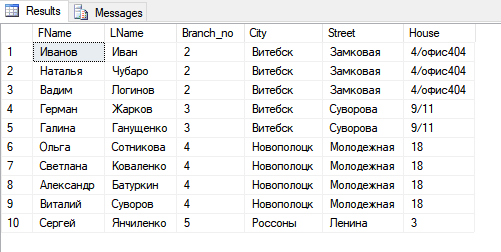 Results Messages
FName LName Branch_no City Street House
1 Иванов Иван 2 Витебск Замковая 4/офис404
2 Наталья Чубаро 2 Витебск Замковая 4/офис404
3 Вадим Логинов 2 Витебск Замковая 4/офис404
4 Герман Жарков 3 Витебск Суворова 9/11
5 Галина Ганущенко 3 Витебск Суворова 9/11
6 Ольга Сотникова 4 Новополоцк Молодежная 18
7 Светлана Коваленко 4 Новополоцк Молодежная 18
8 Александр Батуркин 4 Новополоцк Молодежная 18
9 Виталий Суворов 4 Новополоцк Молодежная 18
10 Сергей Янчиленко 5 Россоны Ленина 3